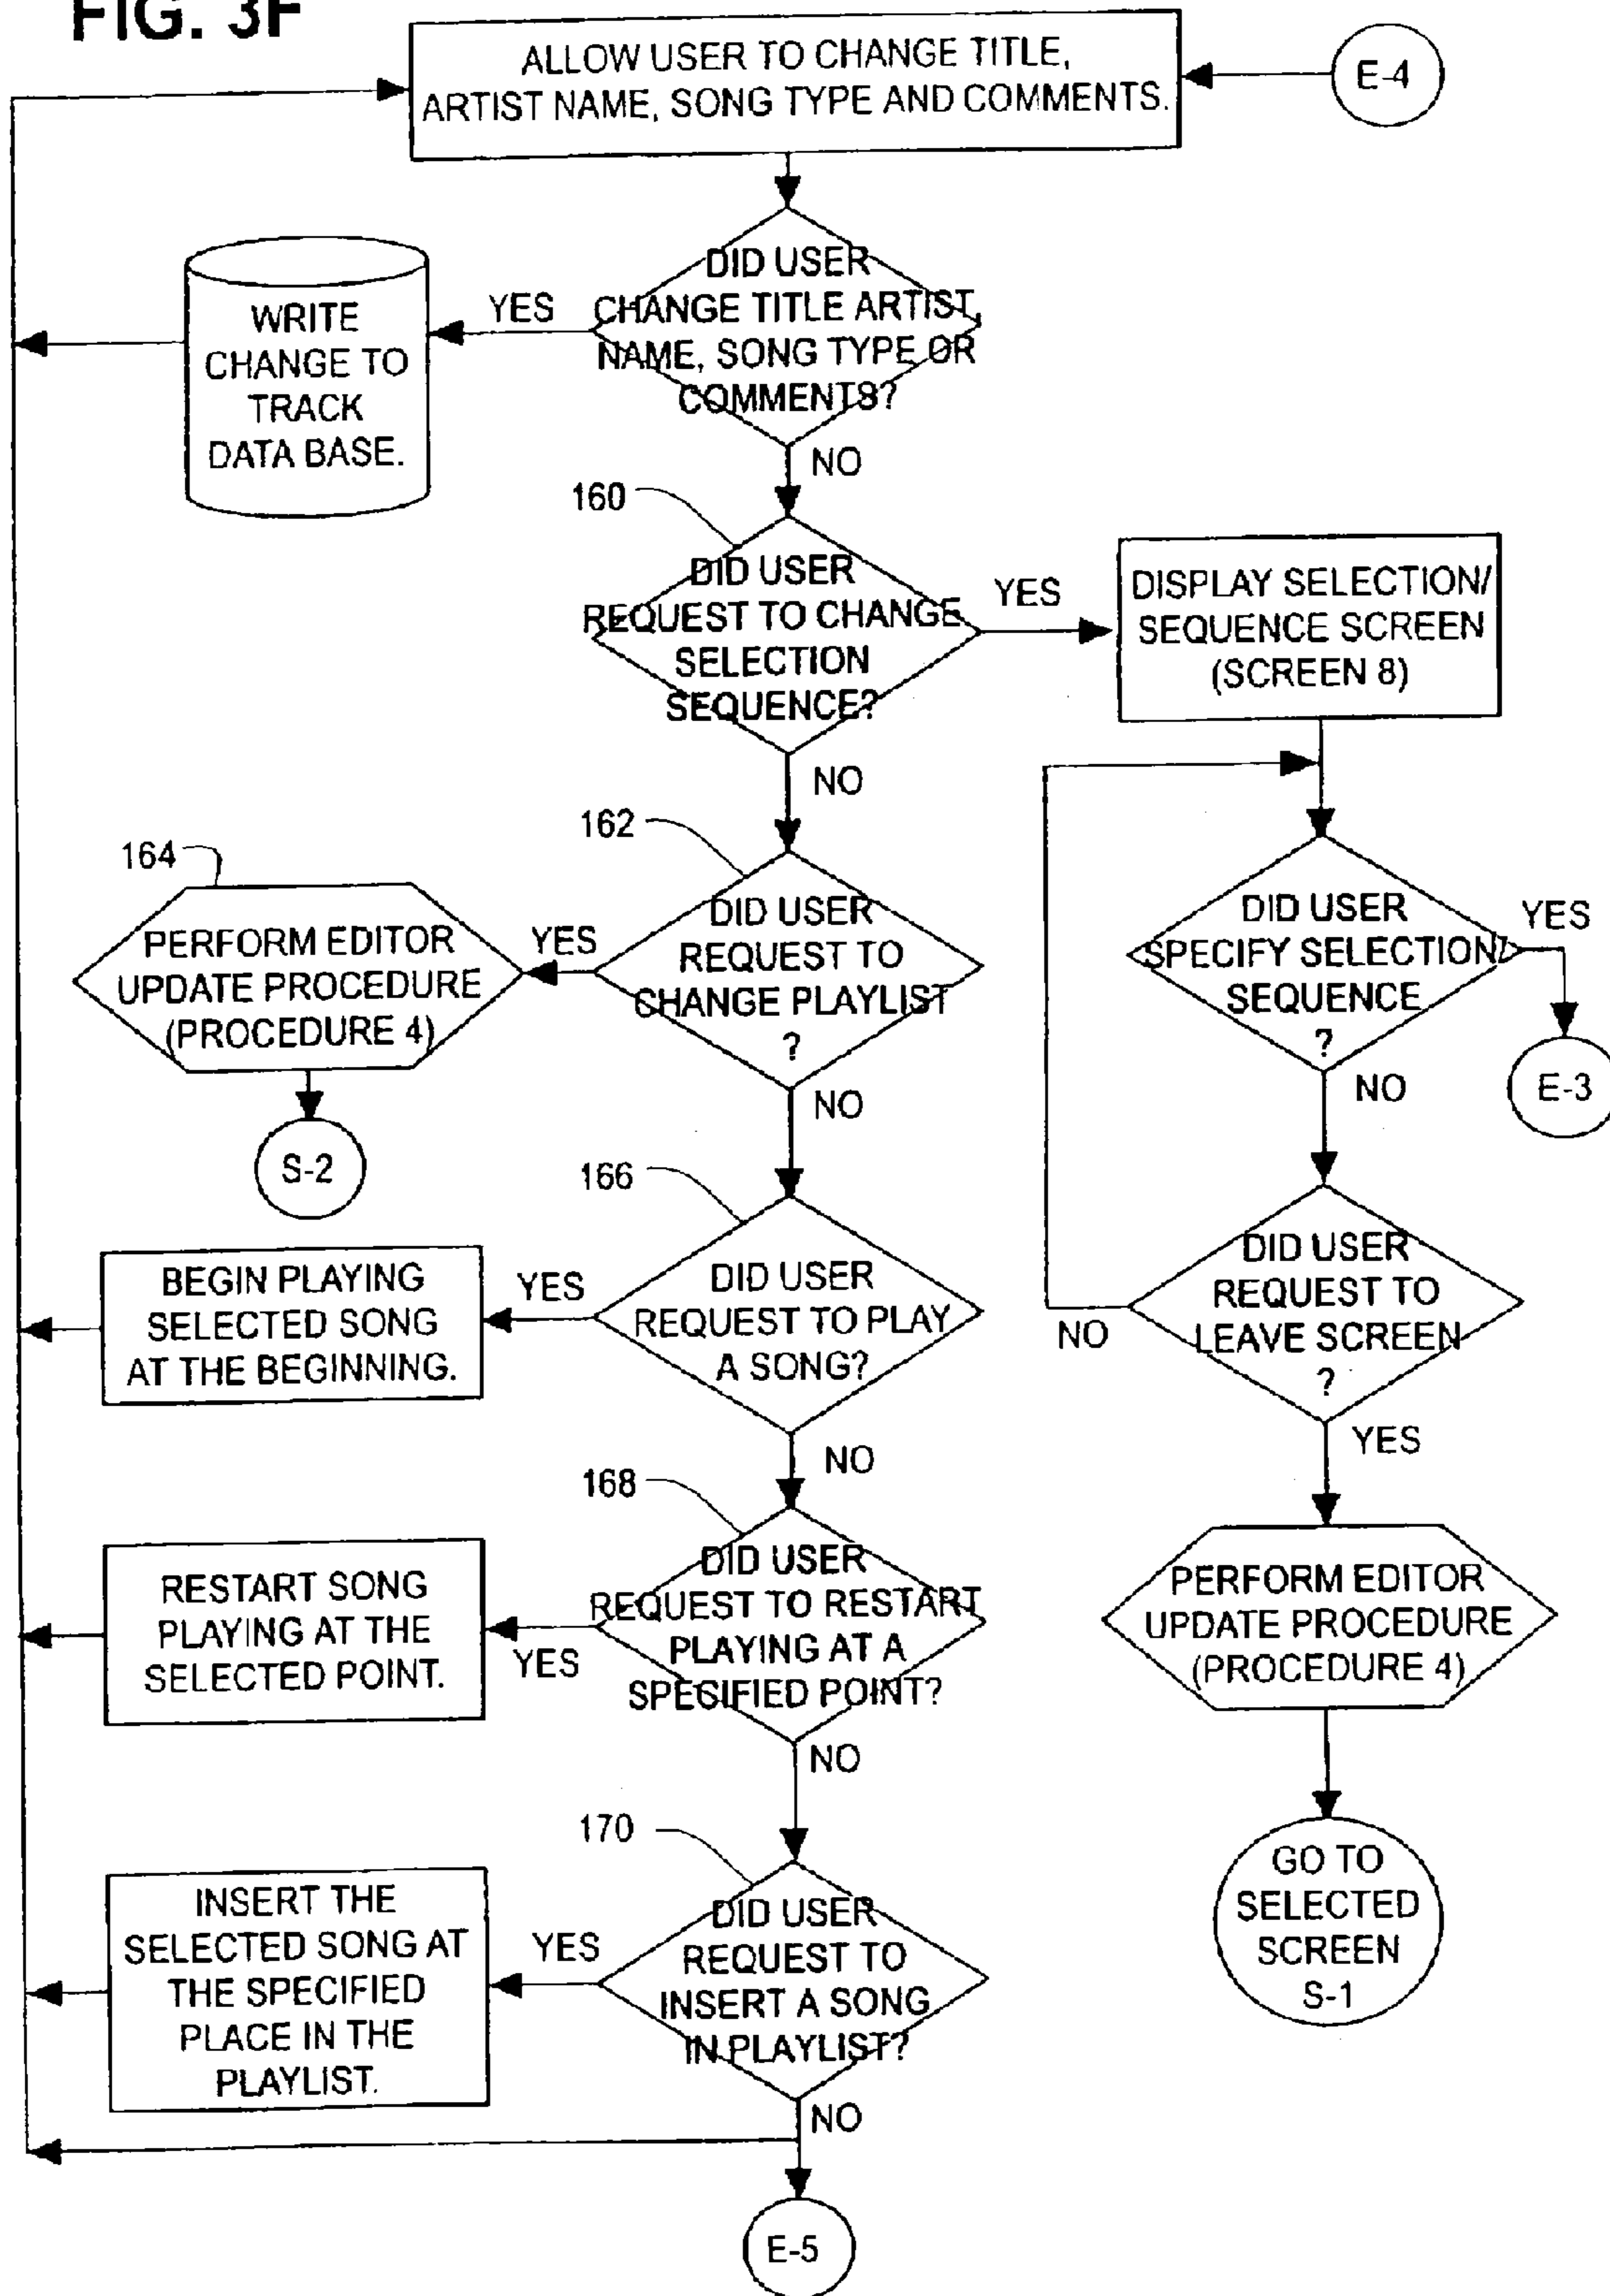 FIG. 3F
ALLOW USER TO CHANGE TITLE,
ARTIST NAME, SONG TYPE AND COMMENTS.
E-4
DID USER
CHANGE TITLE ARTIST,
NAME, SONG TYPE OR
COMMENTS?
YES
WRITE
CHANGE TO
TRACK
DATA BASE.
NO
160
DID USER
REQUEST TO CHANGE
SELECTION
SEQUENCE?
YES
DISPLAY SELECTION/
SEQUENCE SCREEN
(SCREEN 8)
NO
162
DID USER
REQUEST TO
CHANGE PLAYLIST
?
YES
164
PERFORM EDITOR
UPDATE PROCEDURE
(PROCEDURE 4)
S-2
NO
DID USER
SPECIFY SELECTION/
SEQUENCE
?
YES
E-3
NO
166
DID USER
REQUEST TO PLAY
A SONG?
YES
BEGIN PLAYING
SELECTED SONG
AT THE BEGINNING.
NO
DID USER
REQUEST TO
LEAVE SCREEN
?
NO
YES
168
DID USER
REQUEST TO RESTART
PLAYING AT A
SPECIFIED POINT?
YES
RESTART SONG
PLAYING AT THE
SELECTED POINT.
NO
PERFORM EDITOR
UPDATE PROCEDURE
(PROCEDURE 4)
GO TO
SELECTED
SCREEN
S-1
170
DID USER
REQUEST TO
INSERT A SONG
IN PLAYLIST?
YES
INSERT THE
SELECTED SONG AT
THE SPECIFIED
PLACE IN THE
PLAYLIST.
NO
E-5